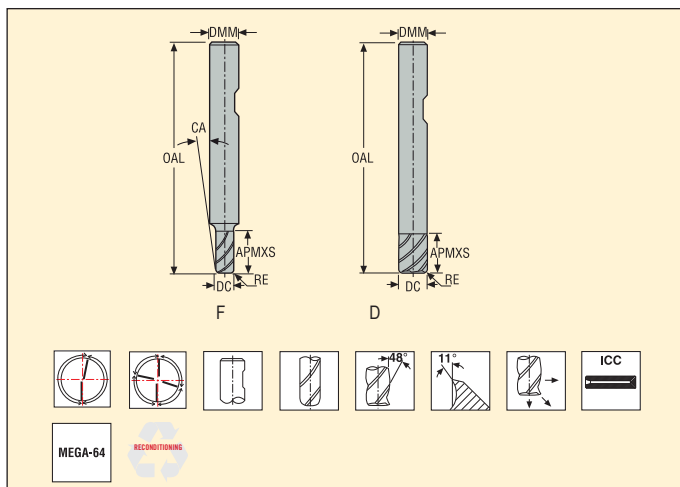 DMM
DMM
CA
OAL
OAL
APMXS
APMXS
RE
RE
DC
DC
F
D
48°
11°
ICC
MEGA-64
RECONDITIONING